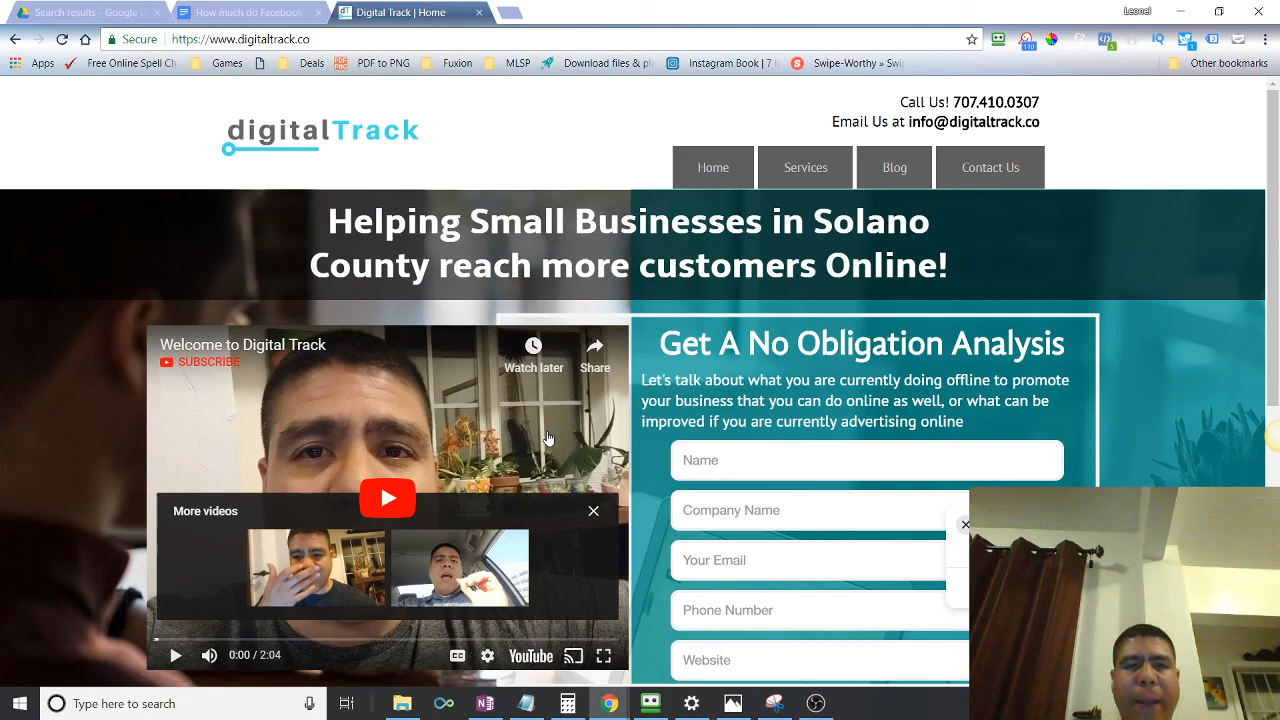 Search results - Google D
How much do Facebook
Digital Track | Home
Leonel
Secure
https://www.digitaltrack.co
110
f?
5
IQ
1
Apps
Free Online Spell Ch
Games
Deals
PDF to PNG
Fuxion
MLSP
Download files & pla
Instagram Book | 7 I
Swipe-Worthy » Swi
Other bookmarks
digitalTrack
Call Us! 707.410.0307
Email Us at info@digitaltrack.co
Home
Services
Blog
Contact Us
Helping Small Businesses in Solano
County reach more customers Online!
Welcome to Digital Track
SUBSCRIBE
Watch later
Share
More videos
0:00 / 2:04
CC
YouTube
Get A No Obligation Analysis
Let's talk about what you are currently doing offline to promote
your business that you can do online as well, or what can be
improved if you are currently advertising online
Name
Company Name
Your Email
Phone Number
Website
Type here to search